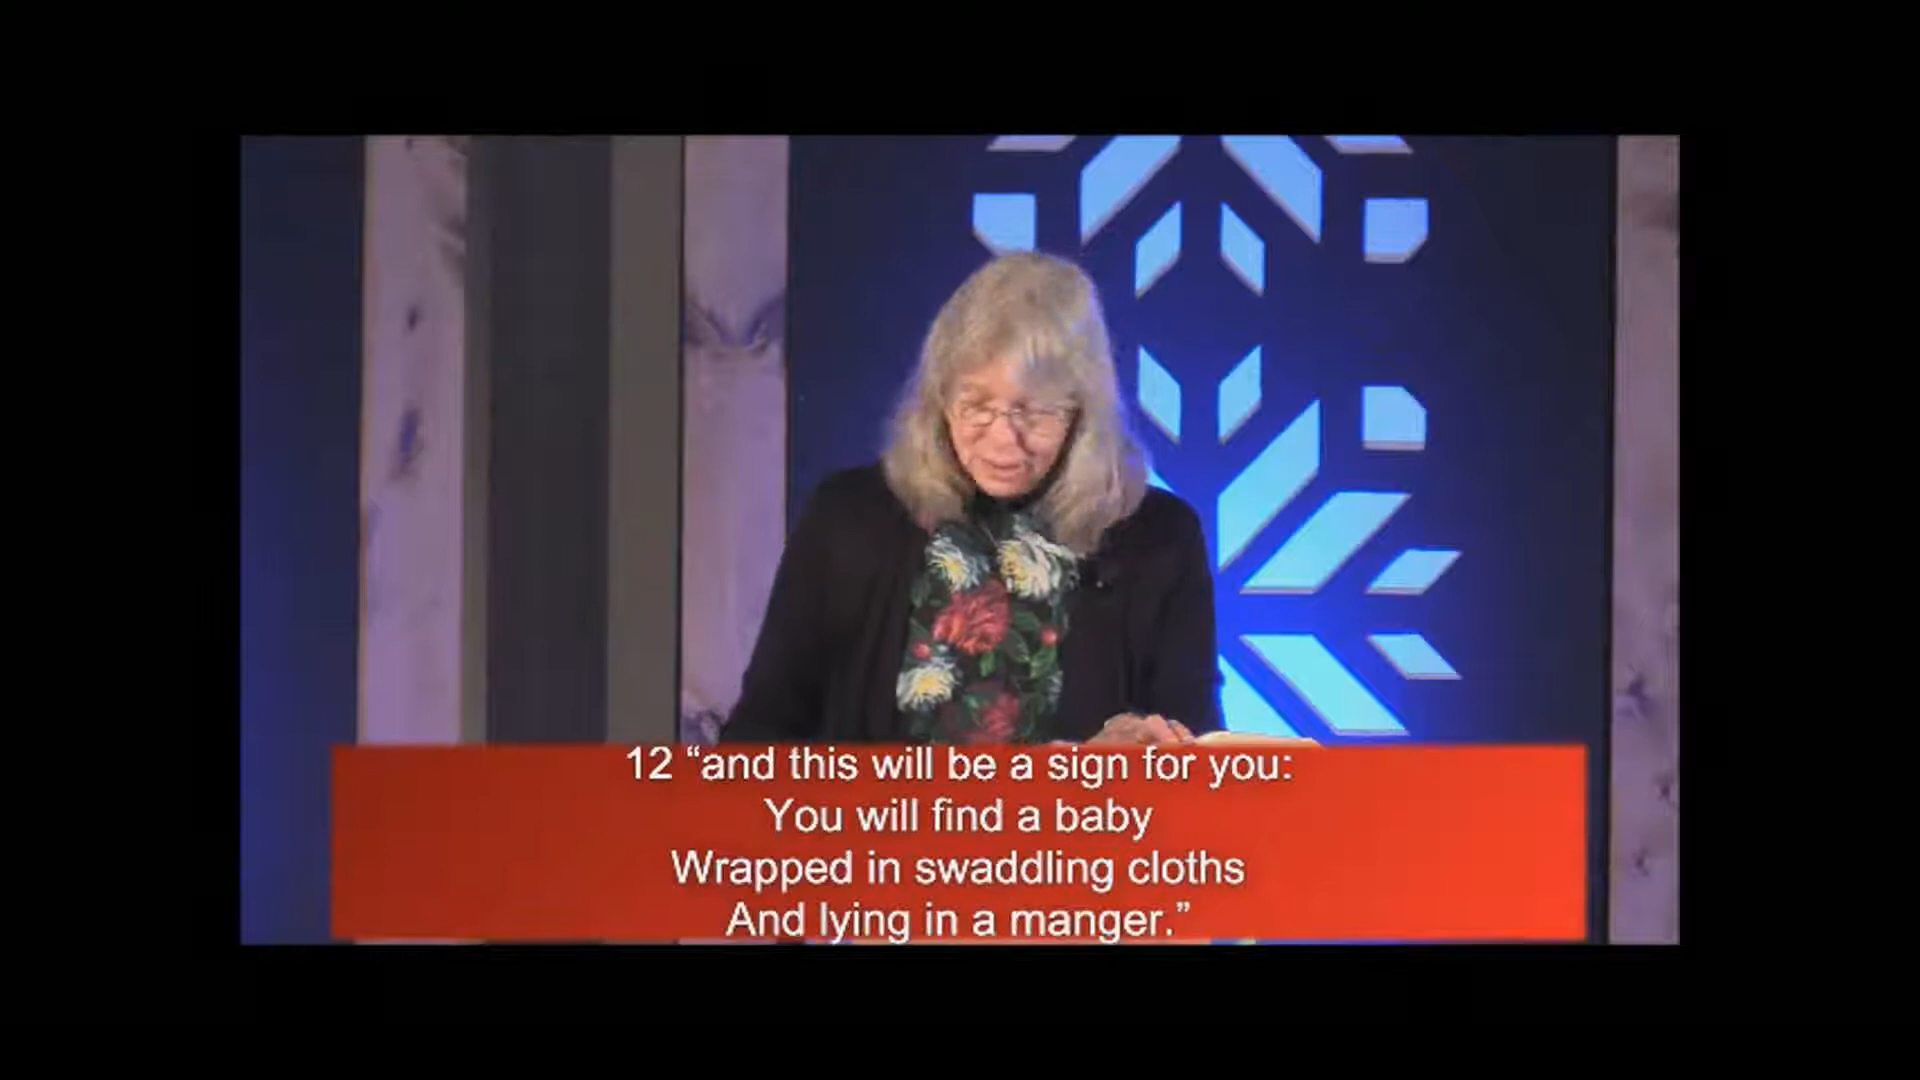 12 “and this will be a sign for you:
You will find a baby
Wrapped in swaddling cloths
And lying in a manger.”